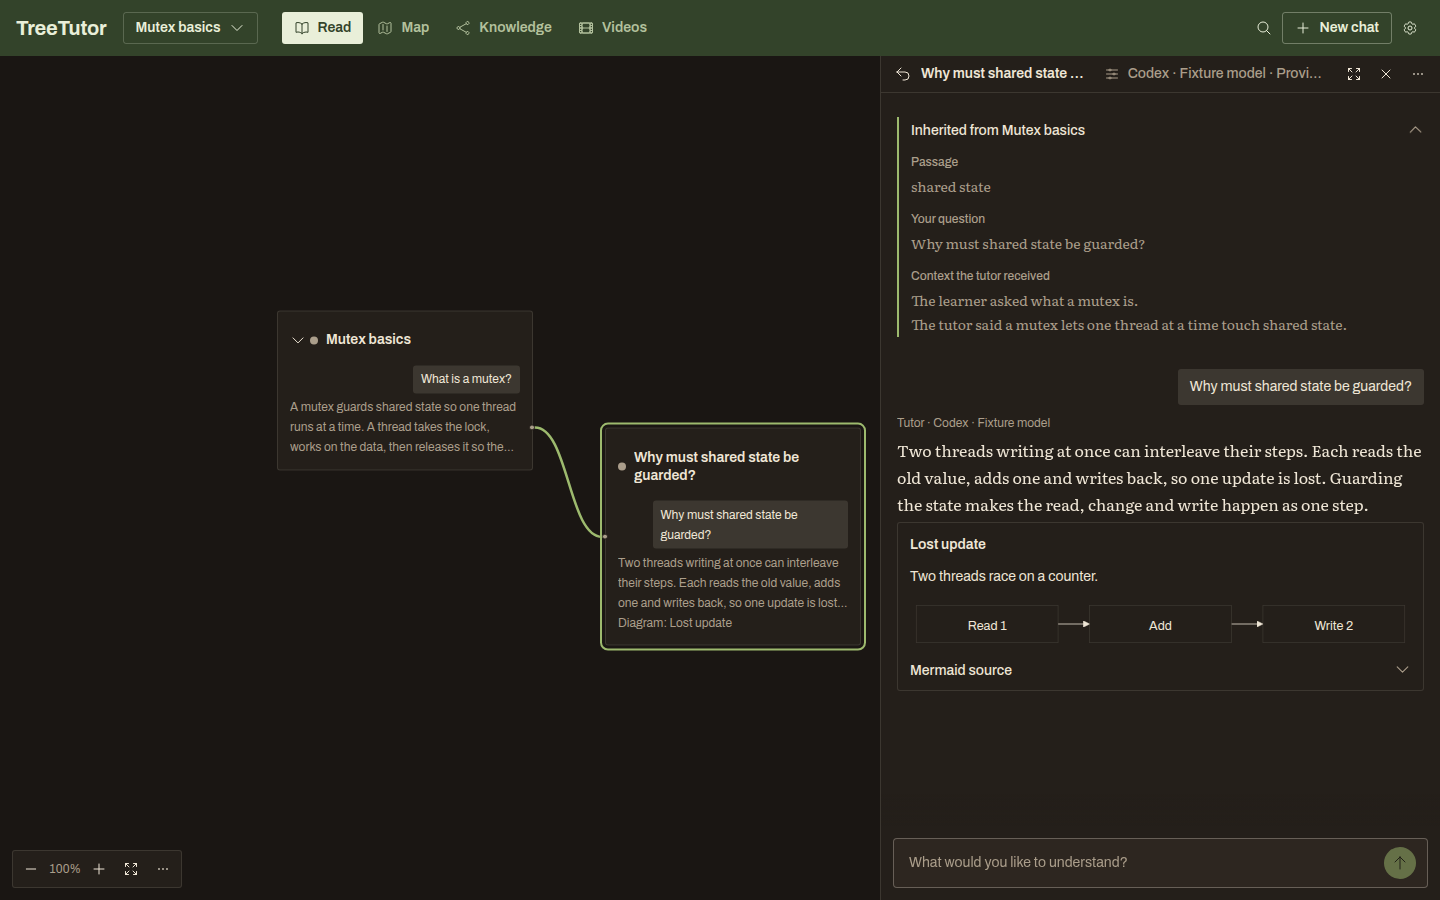 TreeTutor
Mutex basics
Read
Map
Knowledge
Videos
New chat
Mutex basics
What is a mutex?
A mutex guards shared state so one thread
runs at a time. A thread takes the lock,
works on the data, then releases it so the...
Why must shared state be
guarded?
Why must shared state be
guarded?
Two threads writing at once can interleave
their steps. Each reads the old value, adds
one and writes back, so one update is lost...
Diagram: Lost update
100%
Why must shared state ...
Codex · Fixture model · Provi...
Inherited from Mutex basics
Passage
shared state
Your question
Why must shared state be guarded?
Context the tutor received
The learner asked what a mutex is.
The tutor said a mutex lets one thread at a time touch shared state.
Why must shared state be guarded?
Tutor · Codex · Fixture model
Two threads writing at once can interleave their steps. Each reads the
old value, adds one and writes back, so one update is lost. Guarding
the state makes the read, change and write happen as one step.
Lost update
Two threads race on a counter.
Read 1
Add
Write 2
Mermaid source
What would you like to understand?